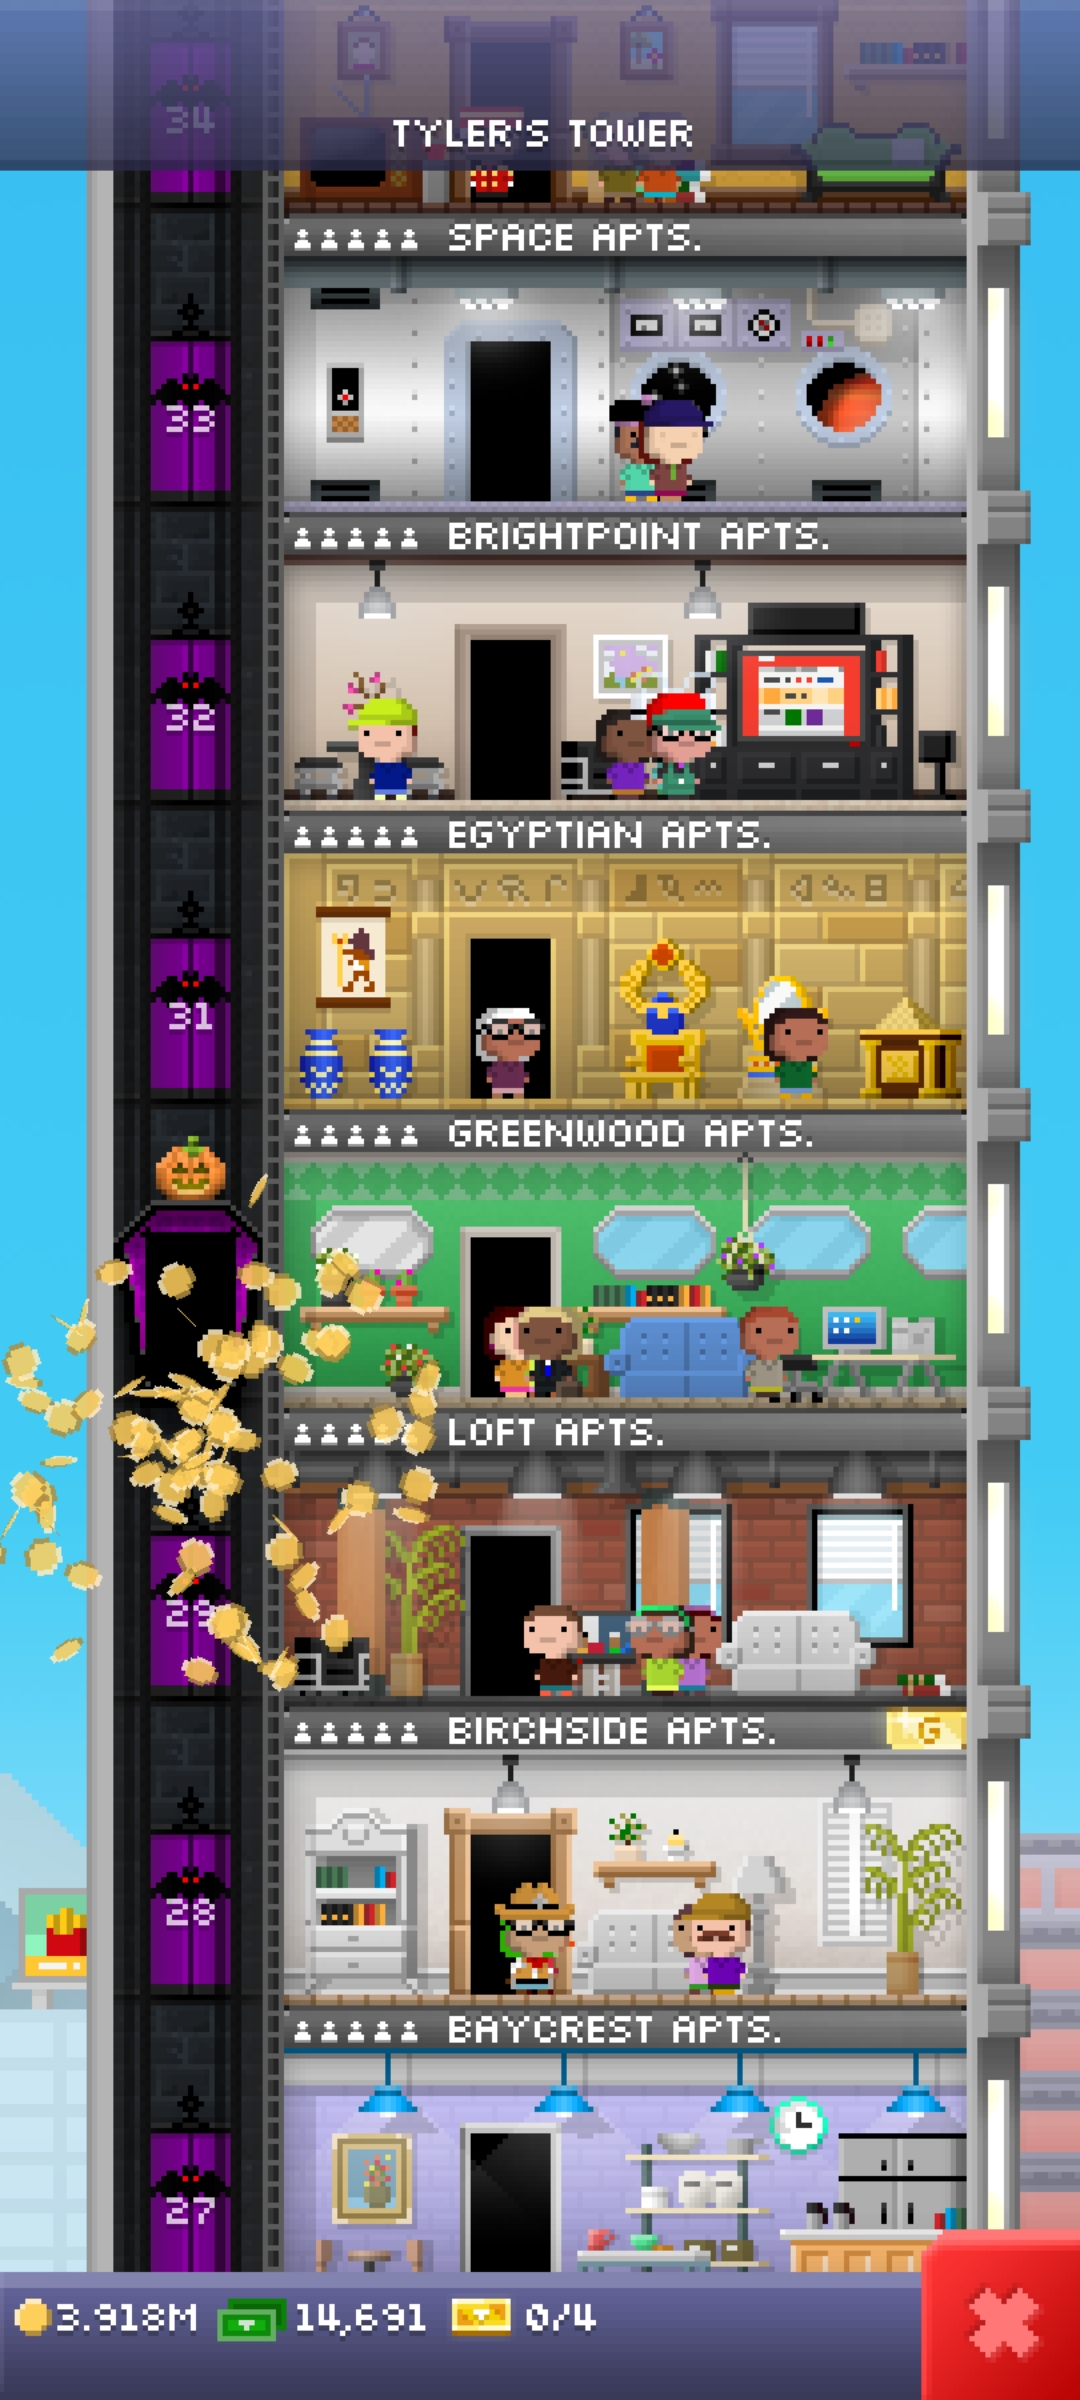 34
TYLER'S TOWER
SPACE APTS.
33
BRIGHTPOINT APTS.
32
EGYPTIAN APTS.
31
GREENWOOD APTS.
LOFT APTS.
29
BIRCHSIDE APTS. G
28
BAYCREST APTS.
27
3.918M 14,691 0/4